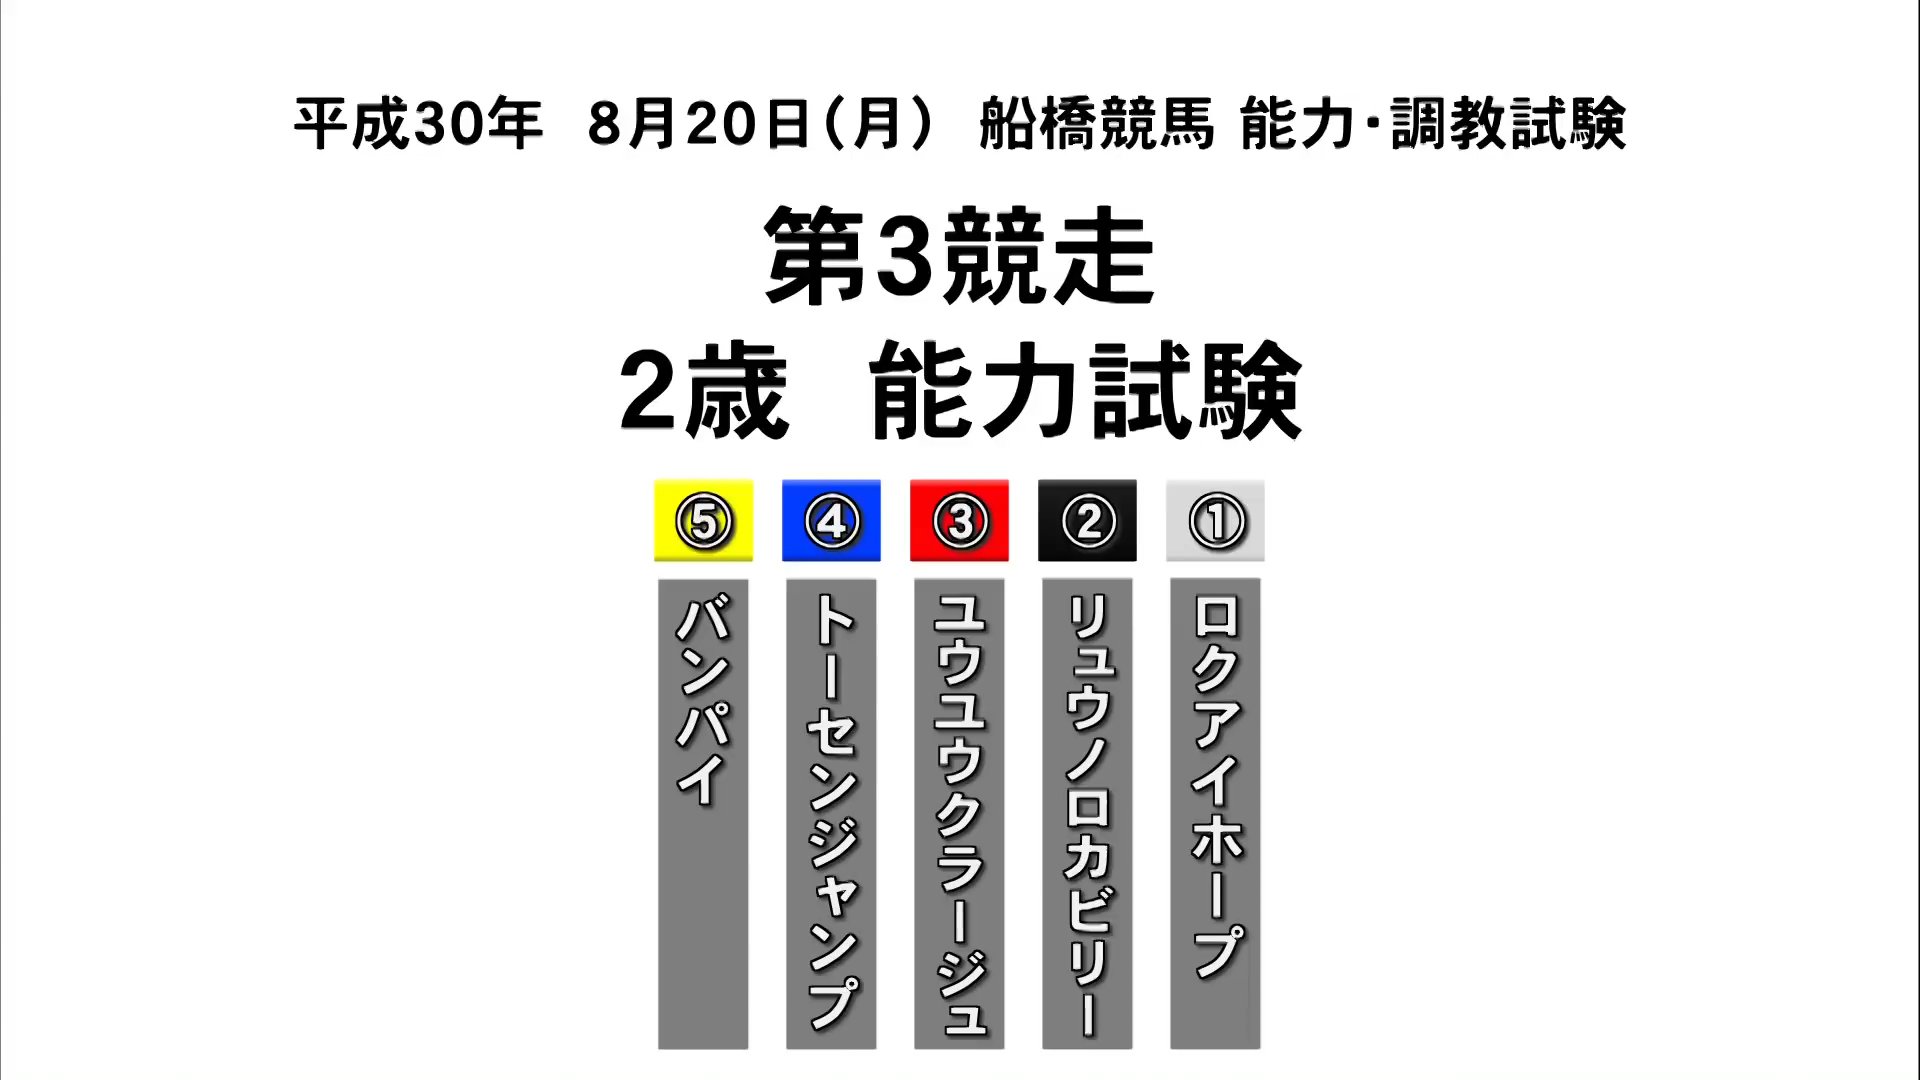 平成30年　8月20日(月)　船橋競馬 能力・調教試験
第3競走
2歳　能力試験
①
ロクアイホープ
②
リュウノロカビリー
③
ユウユウクラージュ
④
トーセンジャンプ
⑤
バンパイ